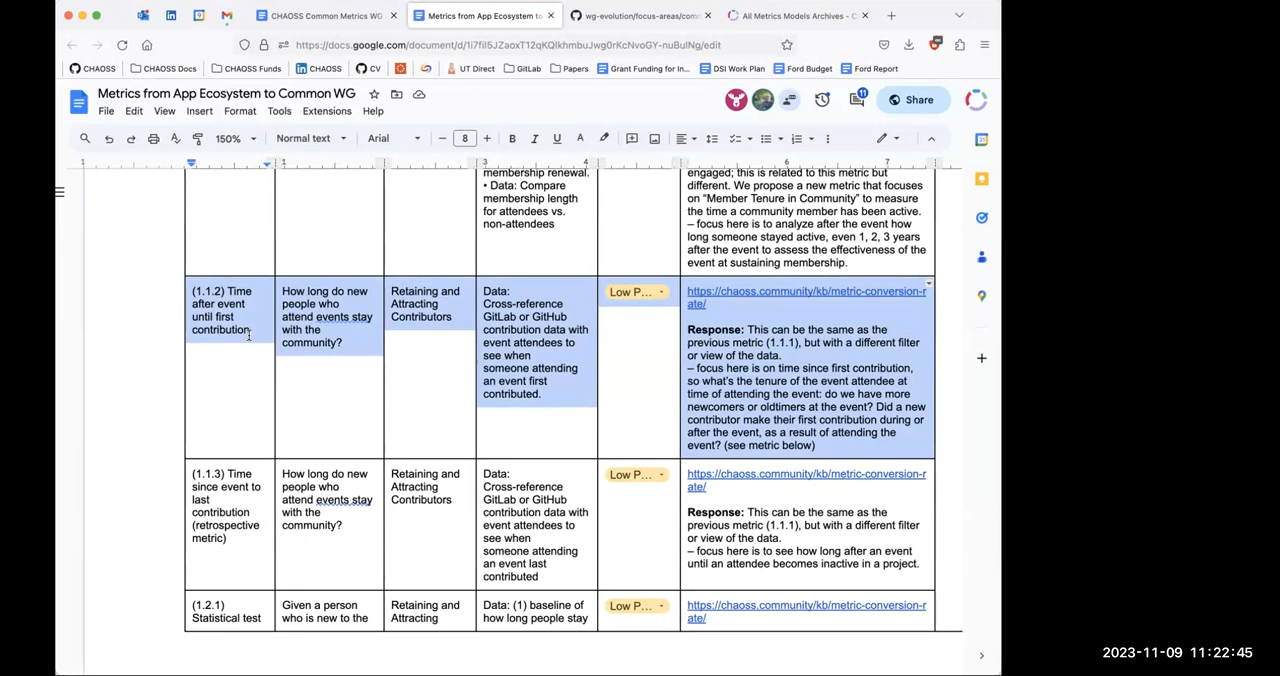 CHAOSS Common Metrics WG
Metrics from App Ecosystem to
wg-evolution/focus-areas/com
All Metrics Models Archives - C
https://docs.google.com/document/d/1i7fil5JZaoxT12qKQIkhmbuJwg0rKcNvoGY-nuBulNg/edit
CHAOSS
CHAOSS Docs
CHAOSS Funds
CHAOSS
CV
UT Direct
GitLab
Papers
Grant Funding for In...
DSI Work Plan
Ford Budget
Ford Report
Metrics from App Ecosystem to Common WG
File Edit View Insert Format Tools Extensions Help
11
Share
150%
Normal text
Arial
8
B I U A
1 1 3 4 6 7
membership renewal.
• Data: Compare
membership length
for attendees vs.
non-attendees
engaged; this is related to this metric but
different. We propose a new metric that focuses
on “Member Tenure in Community” to measure
the time a community member has been active.
– focus here is to analyze after the event how
long someone stayed active, even 1, 2, 3 years
after the event to assess the effectiveness of the
event at sustaining membership.
(1.1.2) Time
after event
until first
contribution
How long do new
people who
attend events stay
with the
community?
Retaining and
Attracting
Contributors
Data:
Cross-reference
GitLab or GitHub
contribution data with
event attendees to
see when
someone attending
an event first
contributed.
Low P...
https://chaoss.community/kb/metric-conversion-r
ate/
Response: This can be the same as the
previous metric (1.1.1), but with a different filter
or view of the data.
– focus here is on time since first contribution,
so what's the tenure of the event attendee at
time of attending the event: do we have more
newcomers or oldtimers at the event? Did a new
contributor make their first contribution during or
after the event, as a result of attending the
event? (see metric below)
(1.1.3) Time
since event to
last
contribution
(retrospective
metric)
How long do new
people who
attend events stay
with the
community?
Retaining and
Attracting
Contributors
Data:
Cross-reference
GitLab or GitHub
contribution data with
event attendees to
see when
someone attending
an event last
contributed
Low P...
https://chaoss.community/kb/metric-conversion-r
ate/
Response: This can be the same as the
previous metric (1.1.1), but with a different filter
or view of the data.
– focus here is to see how long after an event
until an attendee becomes inactive in a project.
(1.2.1)
Statistical test
Given a person
who is new to the
Retaining and
Attracting
Data: (1) baseline of
how long people stay
Low P...
https://chaoss.community/kb/metric-conversion-r
ate/
2023-11-09 11:22:45